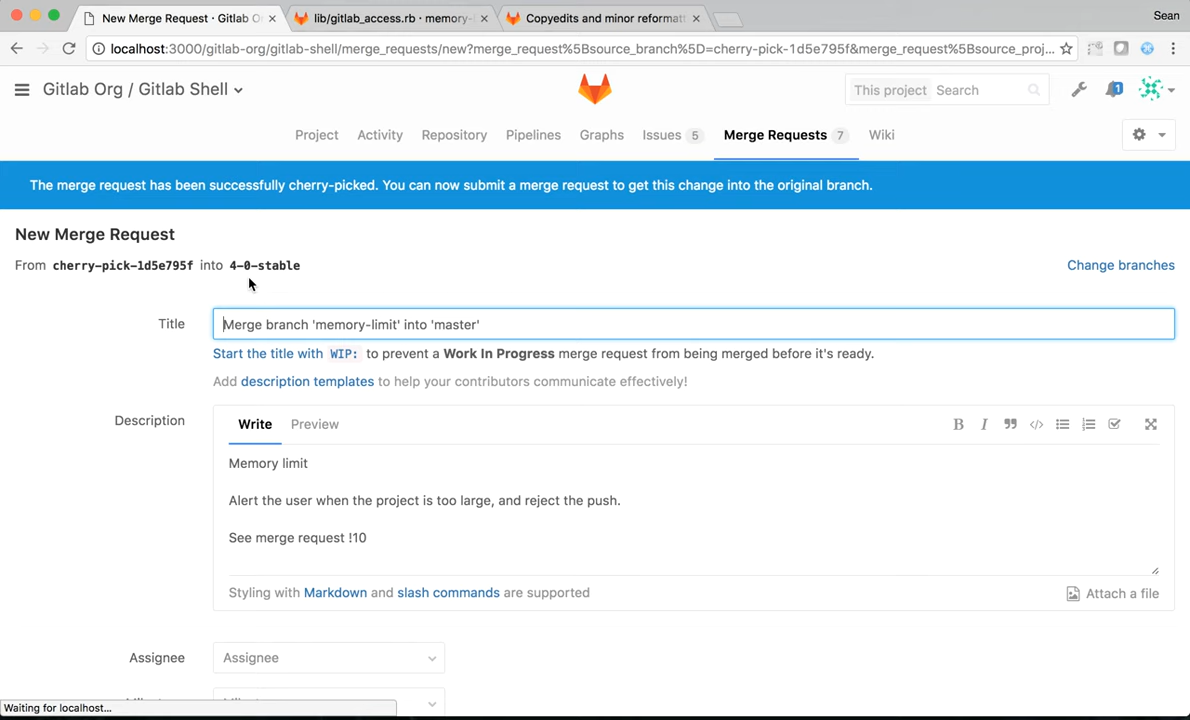 New Merge Request · Gitlab O
lib/gitlab_access.rb · memory-
Copyedits and minor reformatt
Sean
localhost:3000/gitlab-org/gitlab-shell/merge_requests/new?merge_request%5Bsource_branch%5D=cherry-pick-1d5e795f&merge_request%5Bsource_proj...
Gitlab Org / Gitlab Shell
This project Search
1
Project Activity Repository Pipelines Graphs Issues 5 Merge Requests 7 Wiki
The merge request has been successfully cherry-picked. You can now submit a merge request to get this change into the original branch.
New Merge Request
From cherry-pick-1d5e795f into 4-0-stable
Change branches
Title
Merge branch 'memory-limit' into 'master'
Start the title with WIP: to prevent a Work In Progress merge request from being merged before it's ready.
Add description templates to help your contributors communicate effectively!
Description
Write Preview
Memory limit
Alert the user when the project is too large, and reject the push.
See merge request !10
Styling with Markdown and slash commands are supported
Attach a file
Assignee
Assignee
Waiting for localhost...